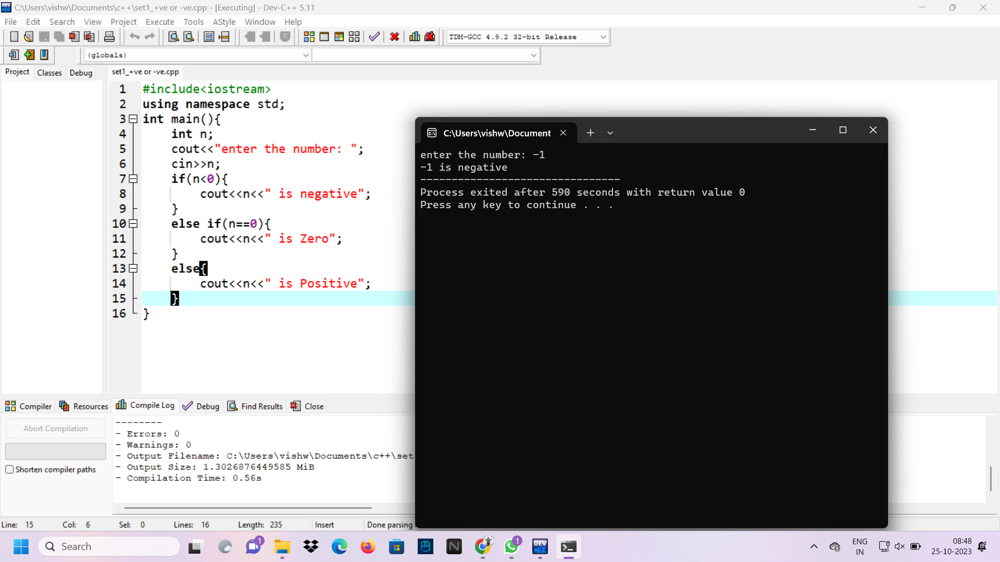 C:\Users\vishw\Documents\c++\set1_+ve or -ve.cpp - [Executing] - Dev-C++ 5.11
File Edit Search View Project Execute Tools AStyle Window Help
TDM-GCC 4.9.2 32-bit Release
(globals)
Project Classes Debug set1_+ve or -ve.cpp
1 #include<iostream>
2 using namespace std;
3 int main(){
4 int n;
5 cout<<"enter the number: ";
6 cin>>n;
7 if(n<0){
8 cout<<n<<" is negative";
9 }
10 else if(n==0){
11 cout<<n<<" is Zero";
12 }
13 else{
14 cout<<n<<" is Positive";
15 }
16 }
C:\Users\vishw\Document
enter the number: -1
-1 is negative
--------------------------------
Process exited after 590 seconds with return value 0
Press any key to continue . . .
Compiler Resources Compile Log Debug Find Results Close
Abort Compilation
Shorten compiler paths
--------
- Errors: 0
- Warnings: 0
- Output Filename: C:\Users\vishw\Documents\c++\set
- Output Size: 1.3026876449585 MiB
- Compilation Time: 0.56s
Line: 15 Col: 6 Sel: 0 Lines: 16 Length: 235 Insert Done parsing
Search
1
1
DEV C++
ENG
IN
08:48
25-10-2023